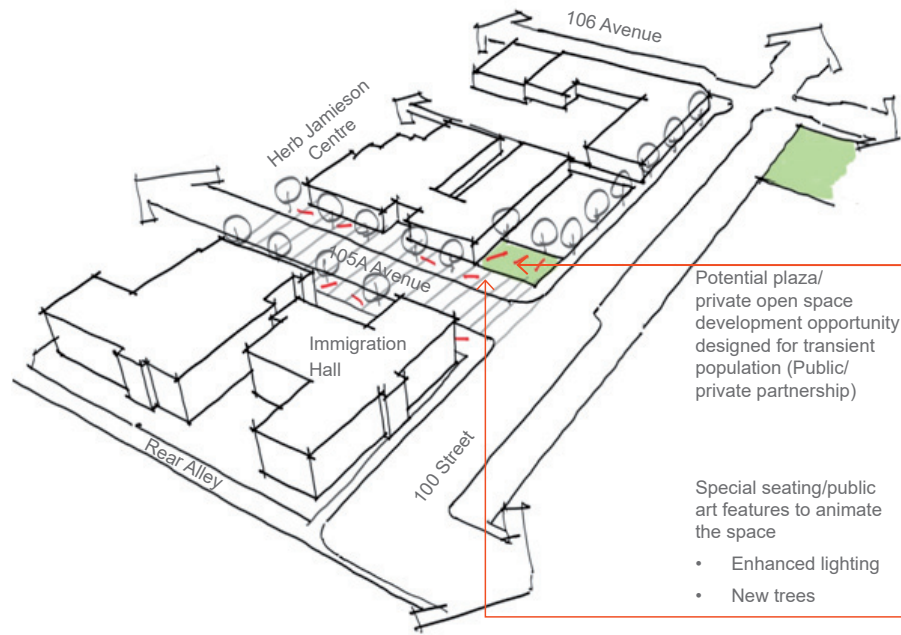 106 Avenue
Herb Jamieson
Centre
105A Avenue
Immigration
Hall
Rear Alley
100 Street
Potential plaza/
private open space
development opportunity
designed for transient
population (Public/
private partnership)
Special seating/public
art features to animate
the space
• Enhanced lighting
• New trees